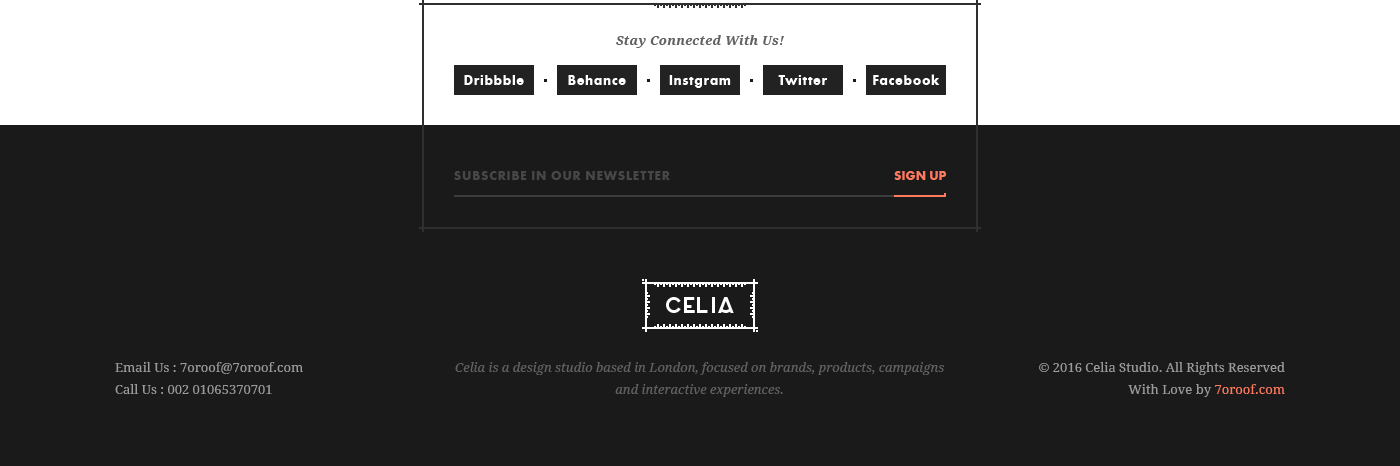 Stay Connected With Us!
Dribbble · Behance · Instgram · Twitter · Facebook
SUBSCRIBE IN OUR NEWSLETTER SIGN UP
CELIA
Email Us : 7oroof@7oroof.com
Call Us : 002 01065370701
Celia is a design studio based in London, focused on brands, products, campaigns
and interactive experiences.
© 2016 Celia Studio. All Rights Reserved
With Love by 7oroof.com